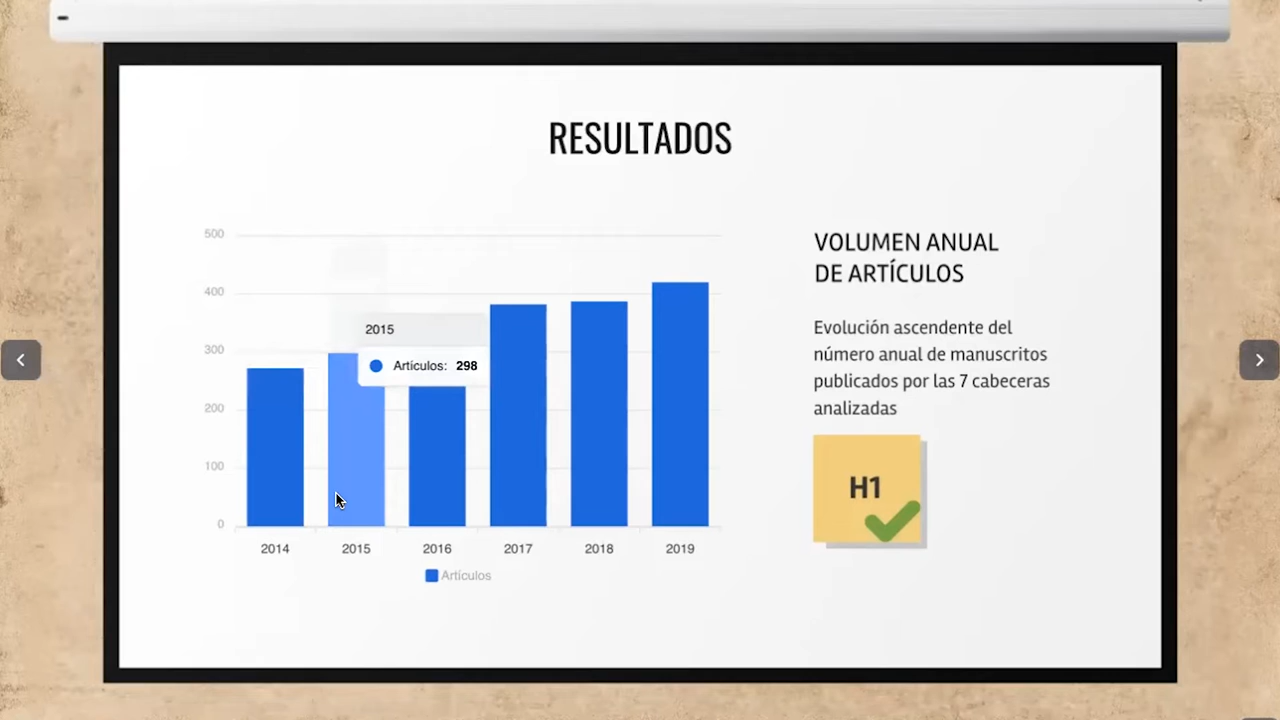 RESULTADOS
500
400
300
200
100
0
2015
Artículos: 298
2014 2015 2016 2017 2018 2019
Artículos
VOLUMEN ANUAL
DE ARTÍCULOS
Evolución ascendente del
número anual de manuscritos
publicados por las 7 cabeceras
analizadas
H1